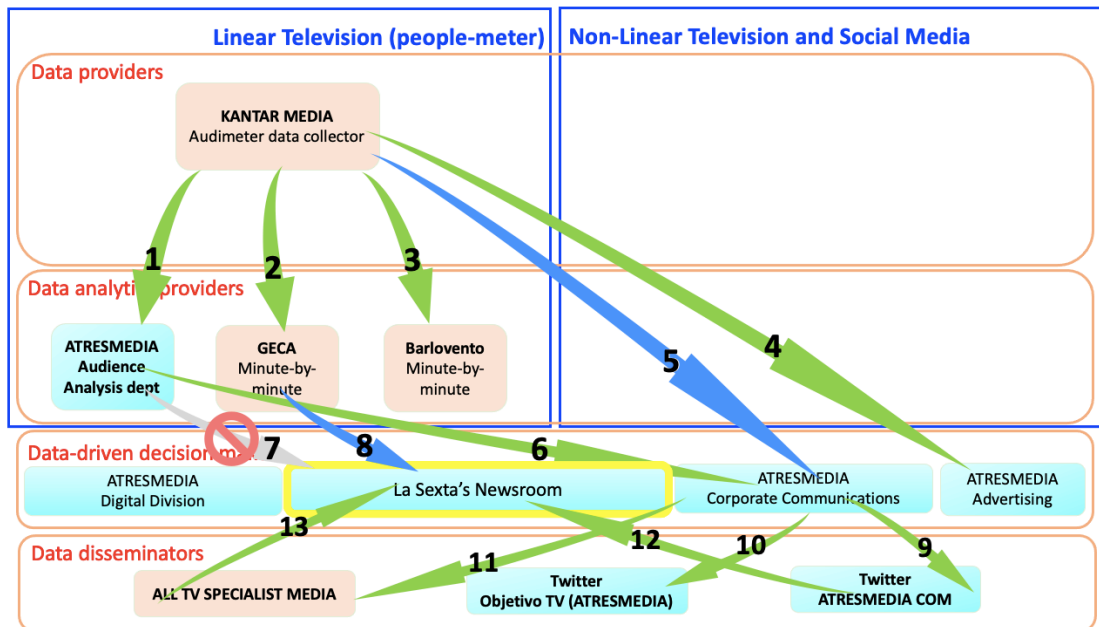 Linear Television (people-meter)
Non-Linear Television and Social Media
Data providers
KANTAR MEDIA
Audimeter data collector
1
2
3
Data analytic providers
4
5
ATRESMEDIA
Audience
Analysis dept
GECA
Minute-by-
minute
Barlovento
Minute-by-
minute
Data-driven decision
7
8
6
ATRESMEDIA
Digital Division
La Sexta's Newsroom
ATRESMEDIA
Corporate Communications
ATRESMEDIA
Advertising
13
12
Data disseminators
11
10
9
ALL TV SPECIALIST MEDIA
Twitter
Objetivo TV (ATRESMEDIA)
Twitter
ATRESMEDIA COM